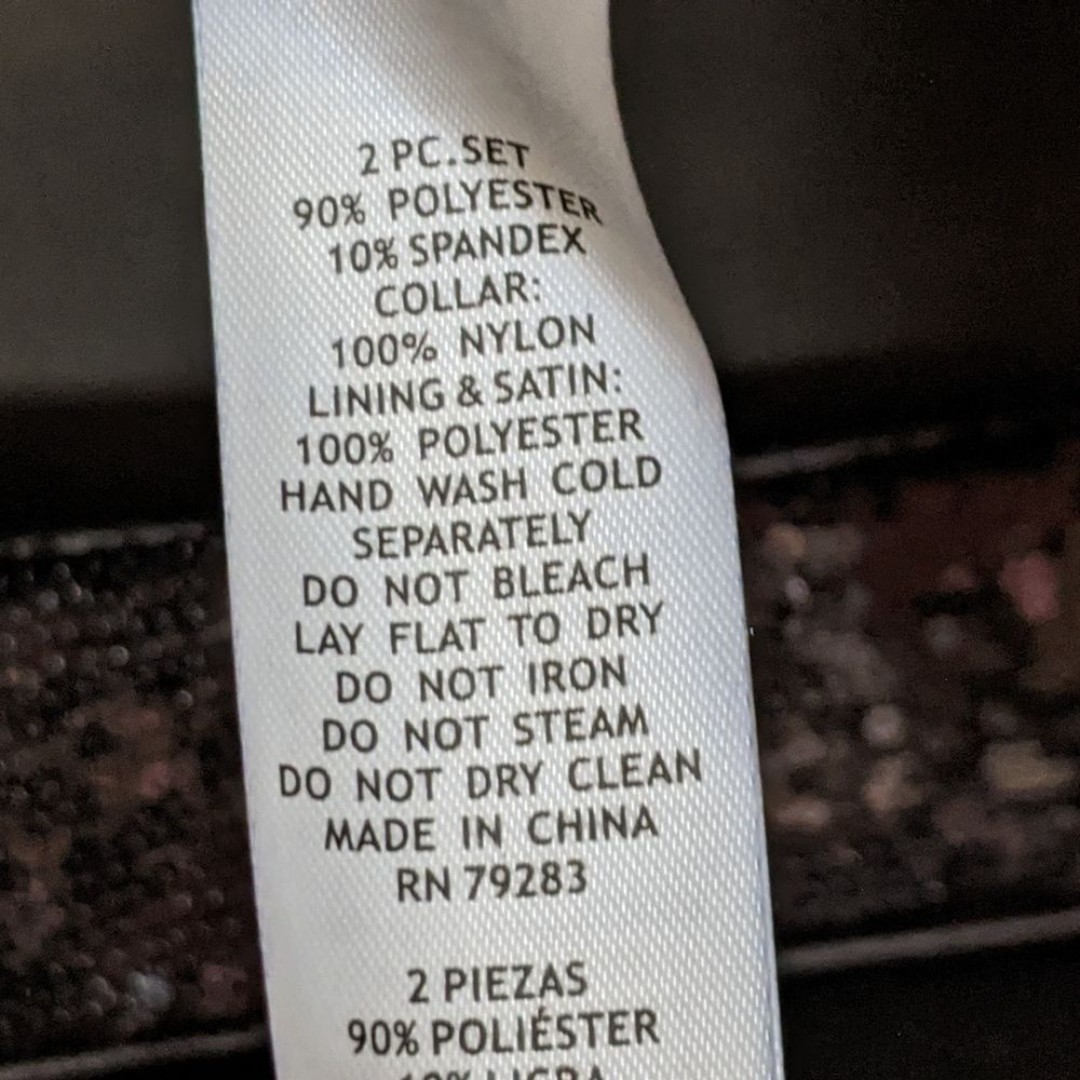 2 PC.SET
90% POLYESTER
10% SPANDEX
COLLAR:
100% NYLON
LINING & SATIN:
100% POLYESTER
HAND WASH COLD
SEPARATELY
DO NOT BLEACH
LAY FLAT TO DRY
DO NOT IRON
DO NOT STEAM
DO NOT DRY CLEAN
MADE IN CHINA
RN 79283
2 PIEZAS
90% POLIÉSTER
10% LICRA